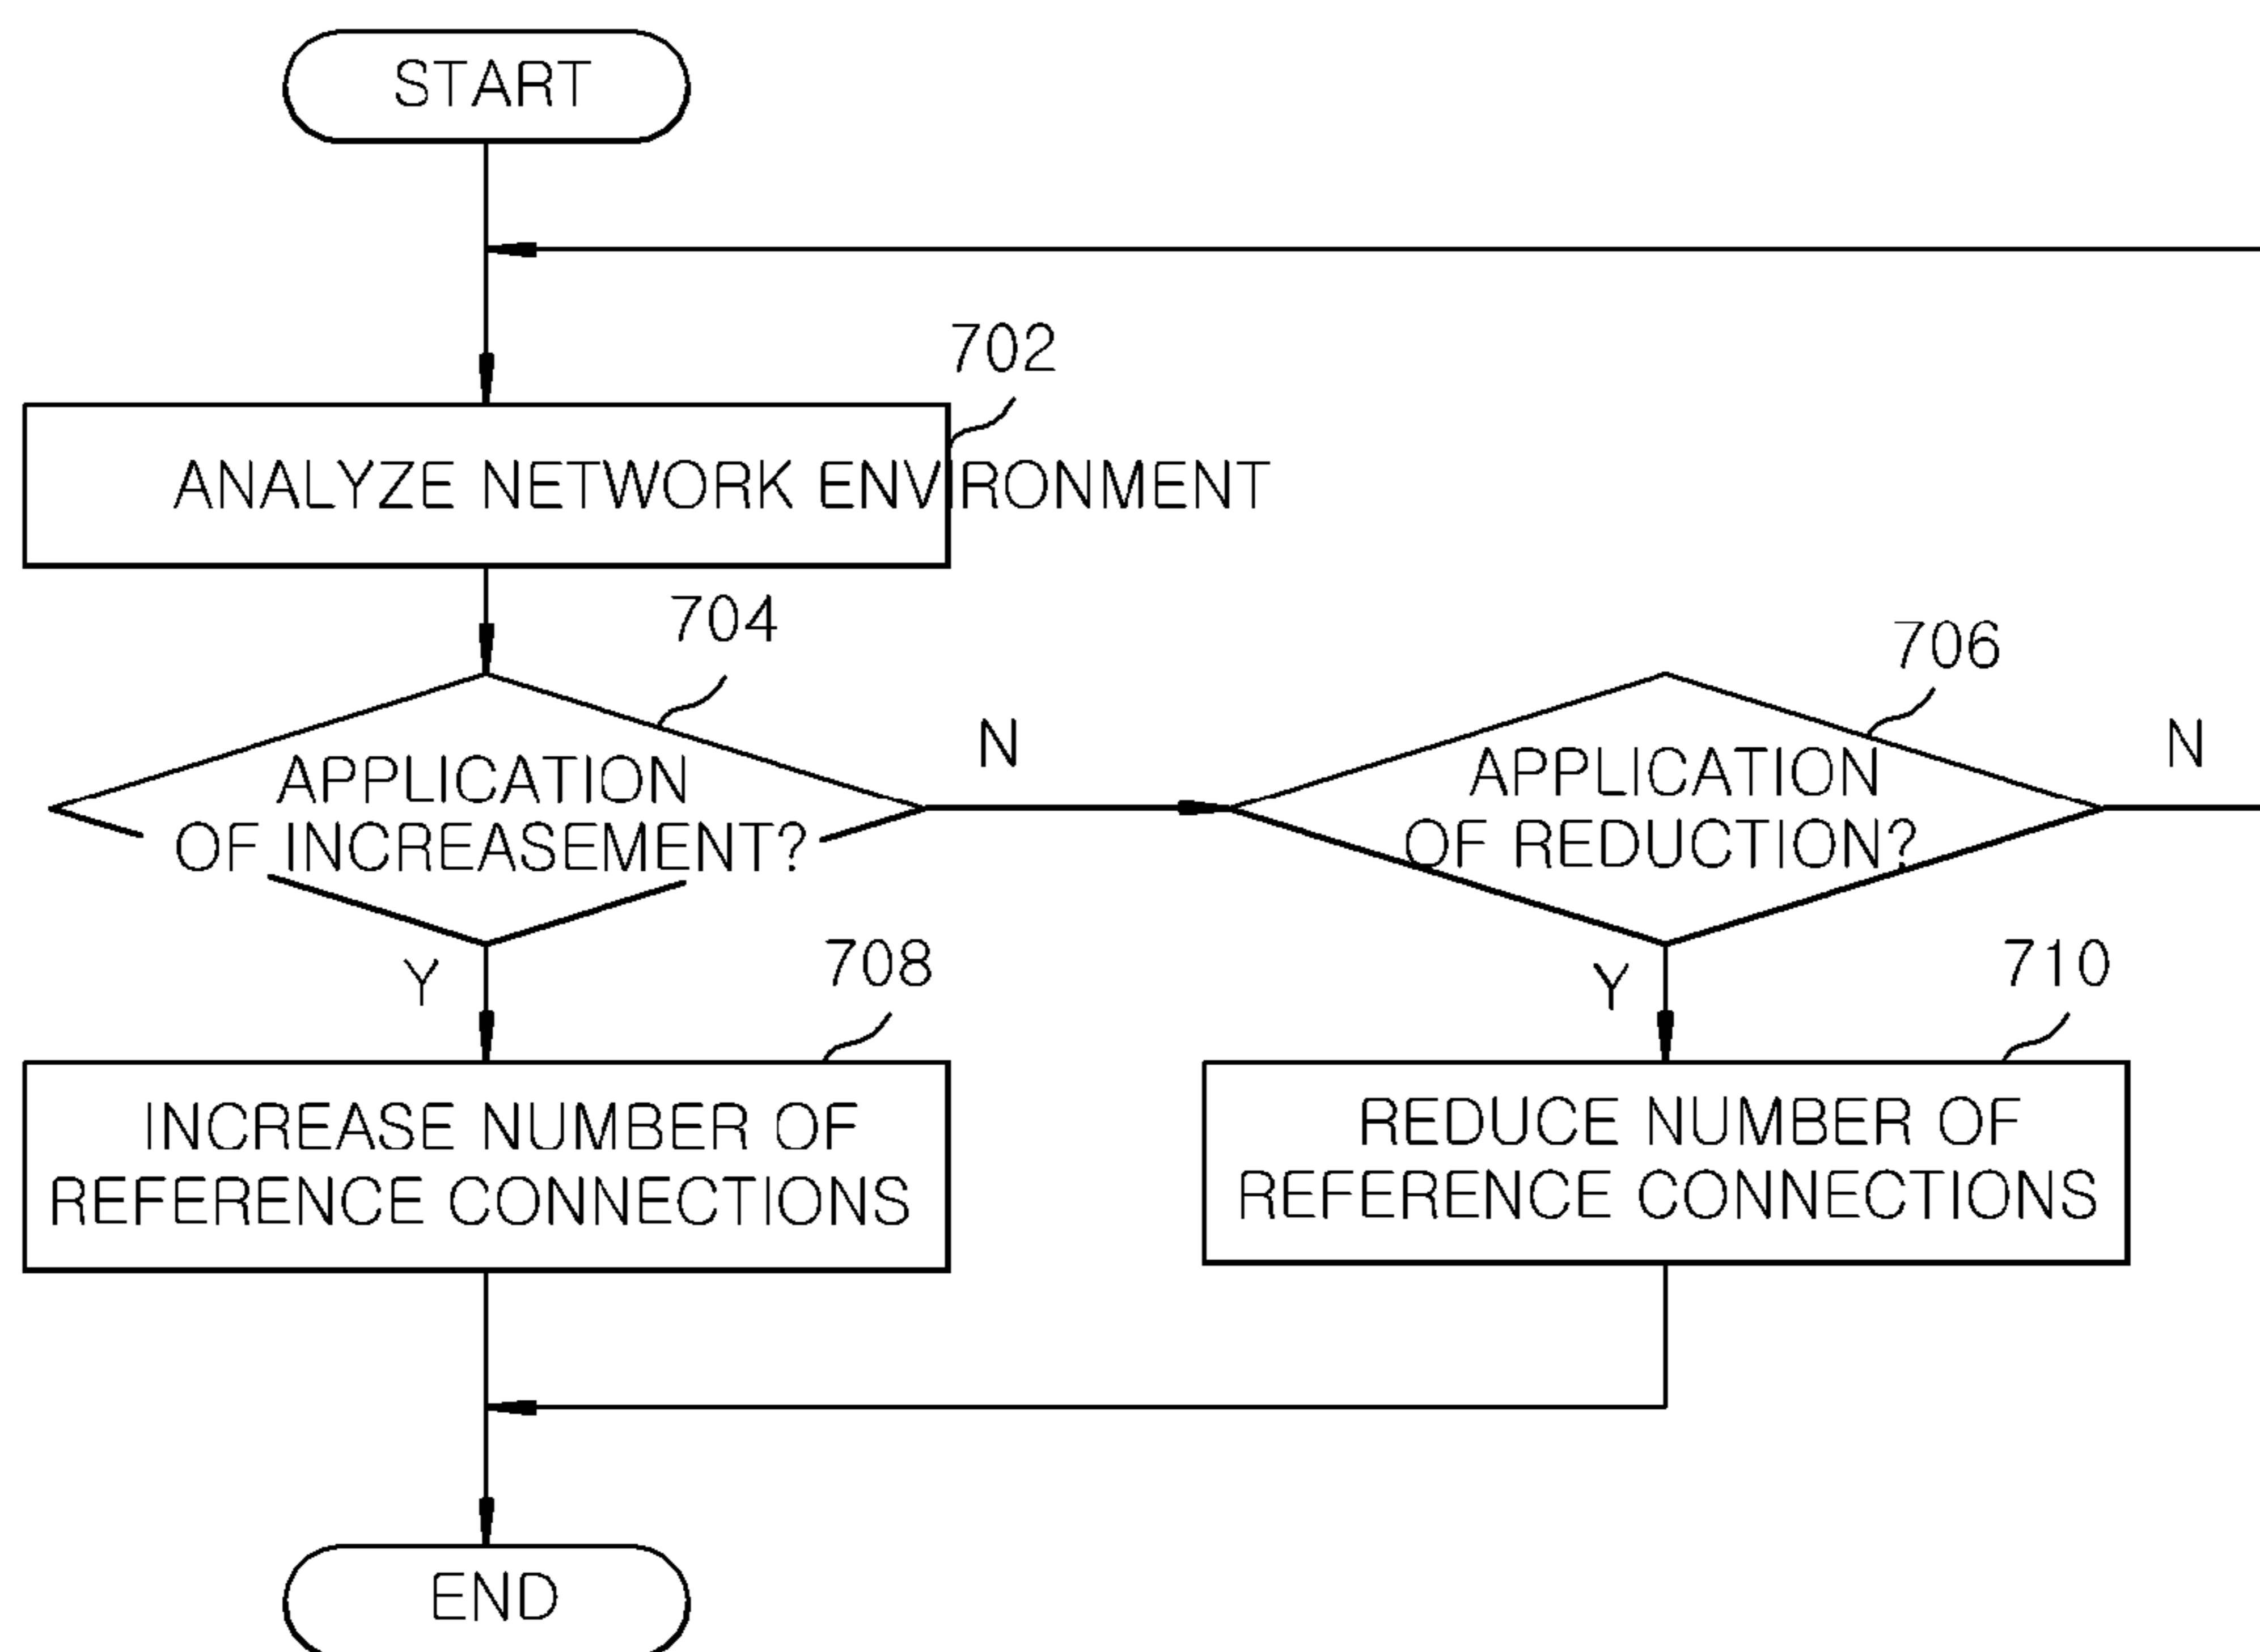 START
702
ANALYZE NETWORK ENVIRONMENT
704
706
N
N
APPLICATION
OF INCREASEMENT?
APPLICATION
OF REDUCTION?
Y
708
Y
710
INCREASE NUMBER OF
REFERENCE CONNECTIONS
REDUCE NUMBER OF
REFERENCE CONNECTIONS
END